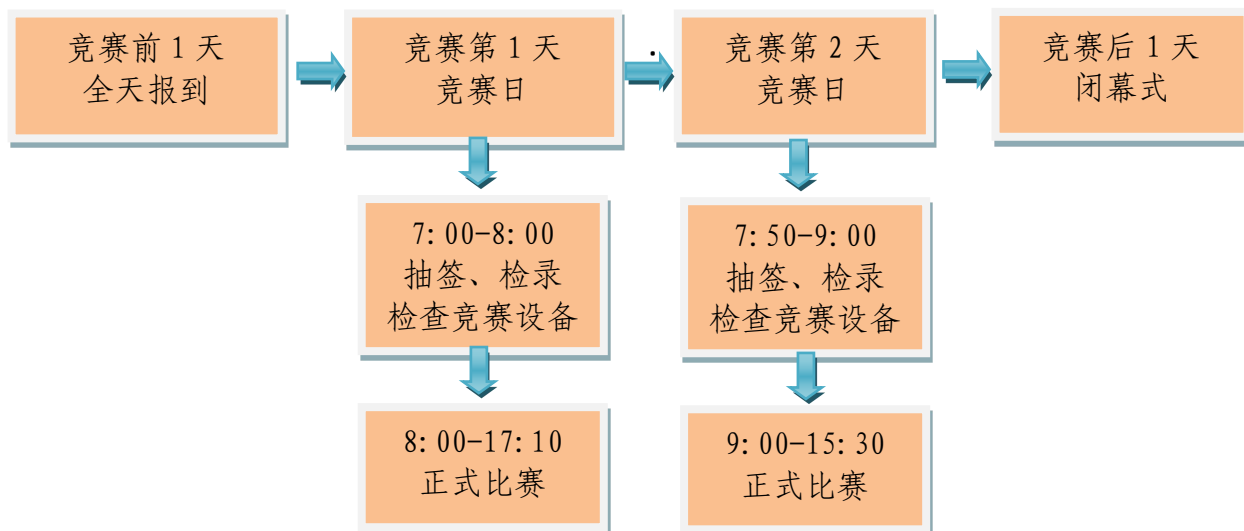 竞赛前1天
全天报到
竞赛第1天
竞赛日
.
竞赛第2天
竞赛日
竞赛后1天
闭幕式
7:00-8:00
抽签、检录
检查竞赛设备
7:50-9:00
抽签、检录
检查竞赛设备
8:00-17:10
正式比赛
9:00-15:30
正式比赛